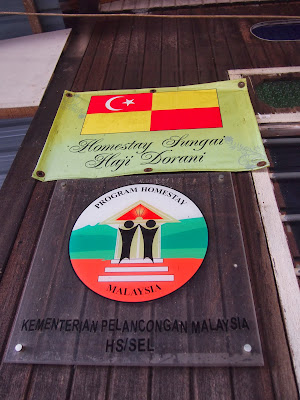 Homestay Sungai
Haji Dorani
PROGRAM HOMESTAY
MALAYSIA
KEMENTERIAN PELANCONGAN MALAYSIA
HS/SEL